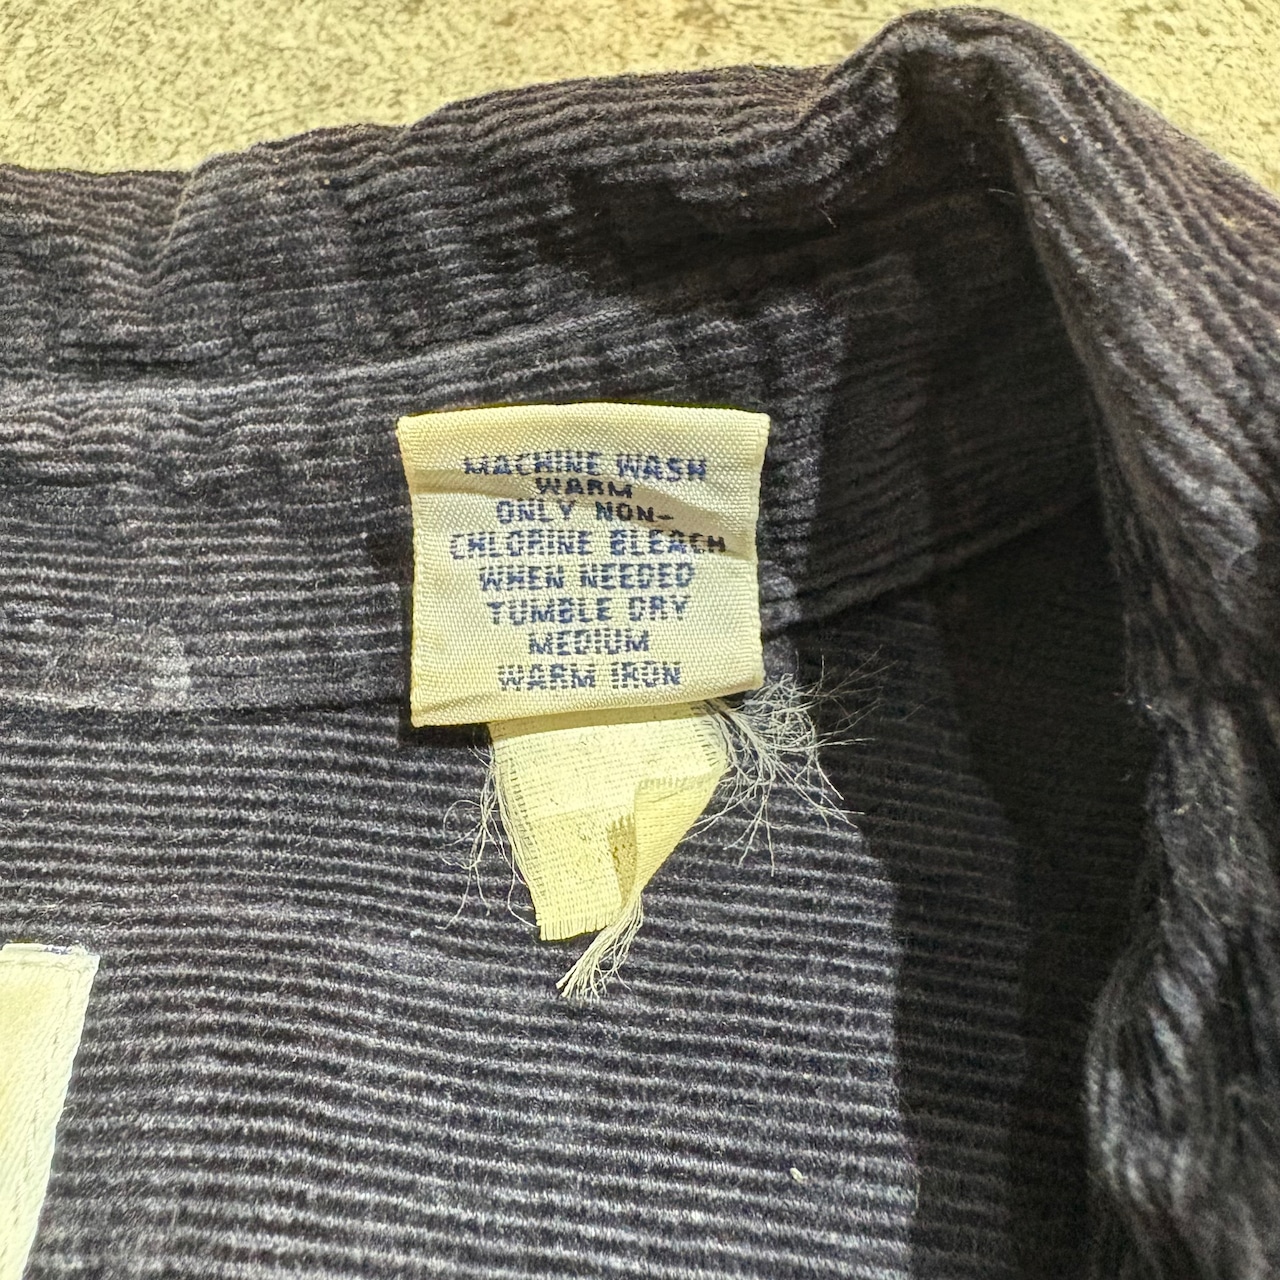 MACHINE WASH
WARM
ONLY NON-
CHLORINE BLEACH
WHEN NEEDED
TUMBLE DRY
MEDIUM
WARM IRON